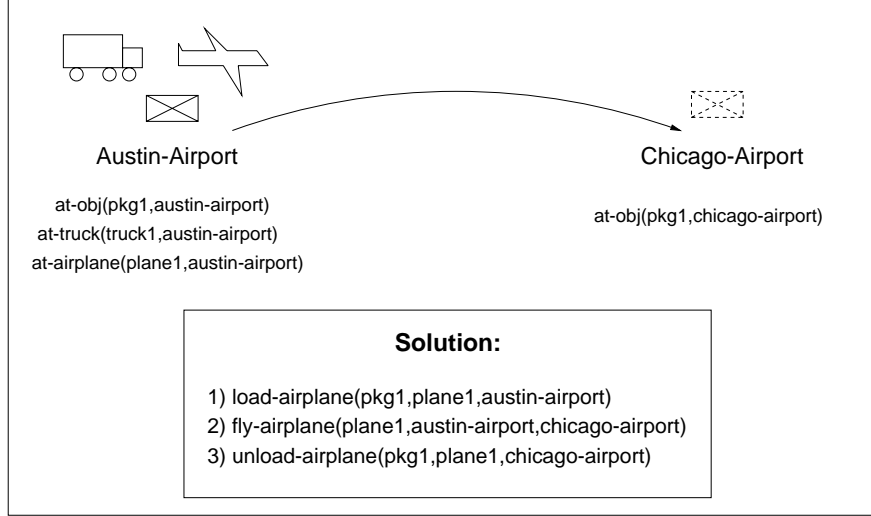 Austin-Airport
at-obj(pkg1,austin-airport)
at-truck(truck1,austin-airport)
at-airplane(plane1,austin-airport)
Chicago-Airport
at-obj(pkg1,chicago-airport)
Solution:
1) load-airplane(pkg1,plane1,austin-airport)
2) fly-airplane(plane1,austin-airport,chicago-airport)
3) unload-airplane(pkg1,plane1,chicago-airport)